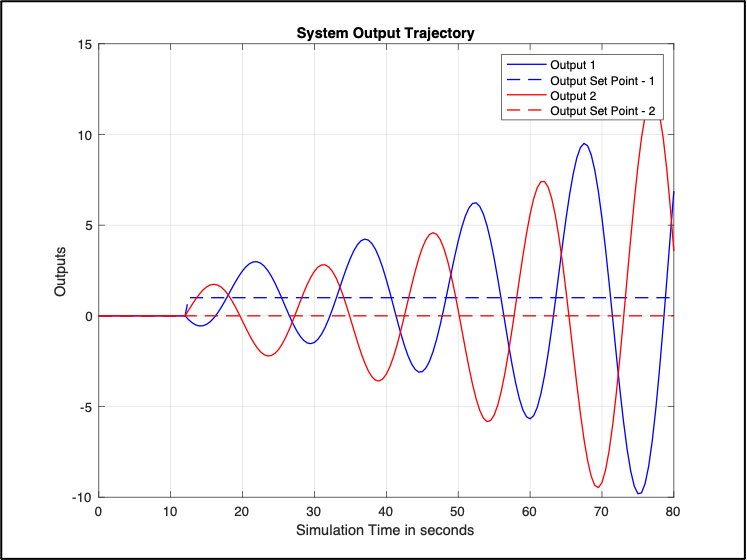 System Output Trajectory
15
Output 1
Output Set Point - 1
Output 2
Output Set Point - 2
10
5
0
-5
-10
Outputs
0 10 20 30 40 50 60 70 80
Simulation Time in seconds